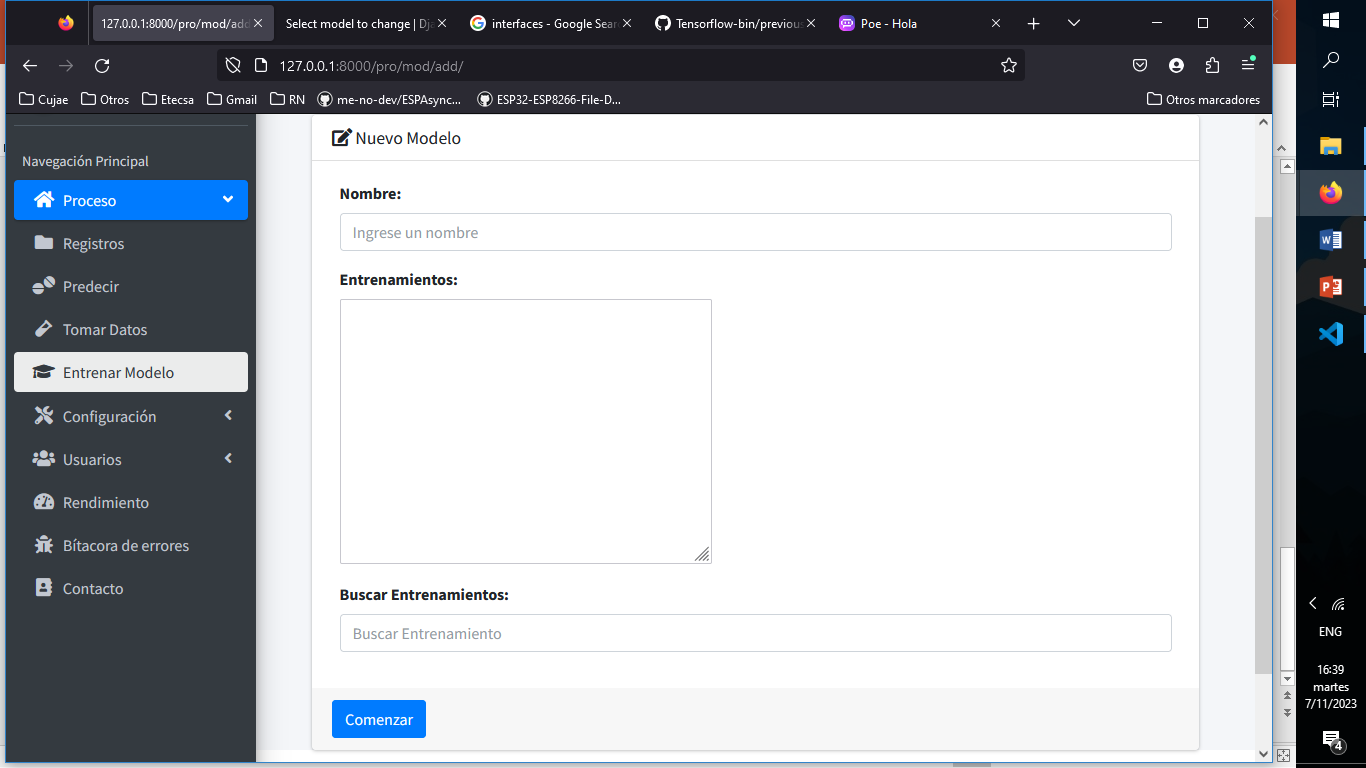 127.0.0.1:8000/pro/mod/add
Select model to change | Dja
interfaces - Google Sear
Tensorflow-bin/previous
Poe - Hola
127.0.0.1:8000/pro/mod/add/
Cujae
Otros
Etecsa
Gmail
RN
me-no-dev/ESPAsync...
ESP32-ESP8266-File-D...
Otros marcadores
Navegación Principal
Proceso
Registros
Predecir
Tomar Datos
Entrenar Modelo
Configuración
Usuarios
Rendimiento
Bítacora de errores
Contacto
Nuevo Modelo
Nombre:
Ingrese un nombre
Entrenamientos:
Buscar Entrenamientos:
Buscar Entrenamiento
Comenzar
ENG
16:39
martes
7/11/2023
4